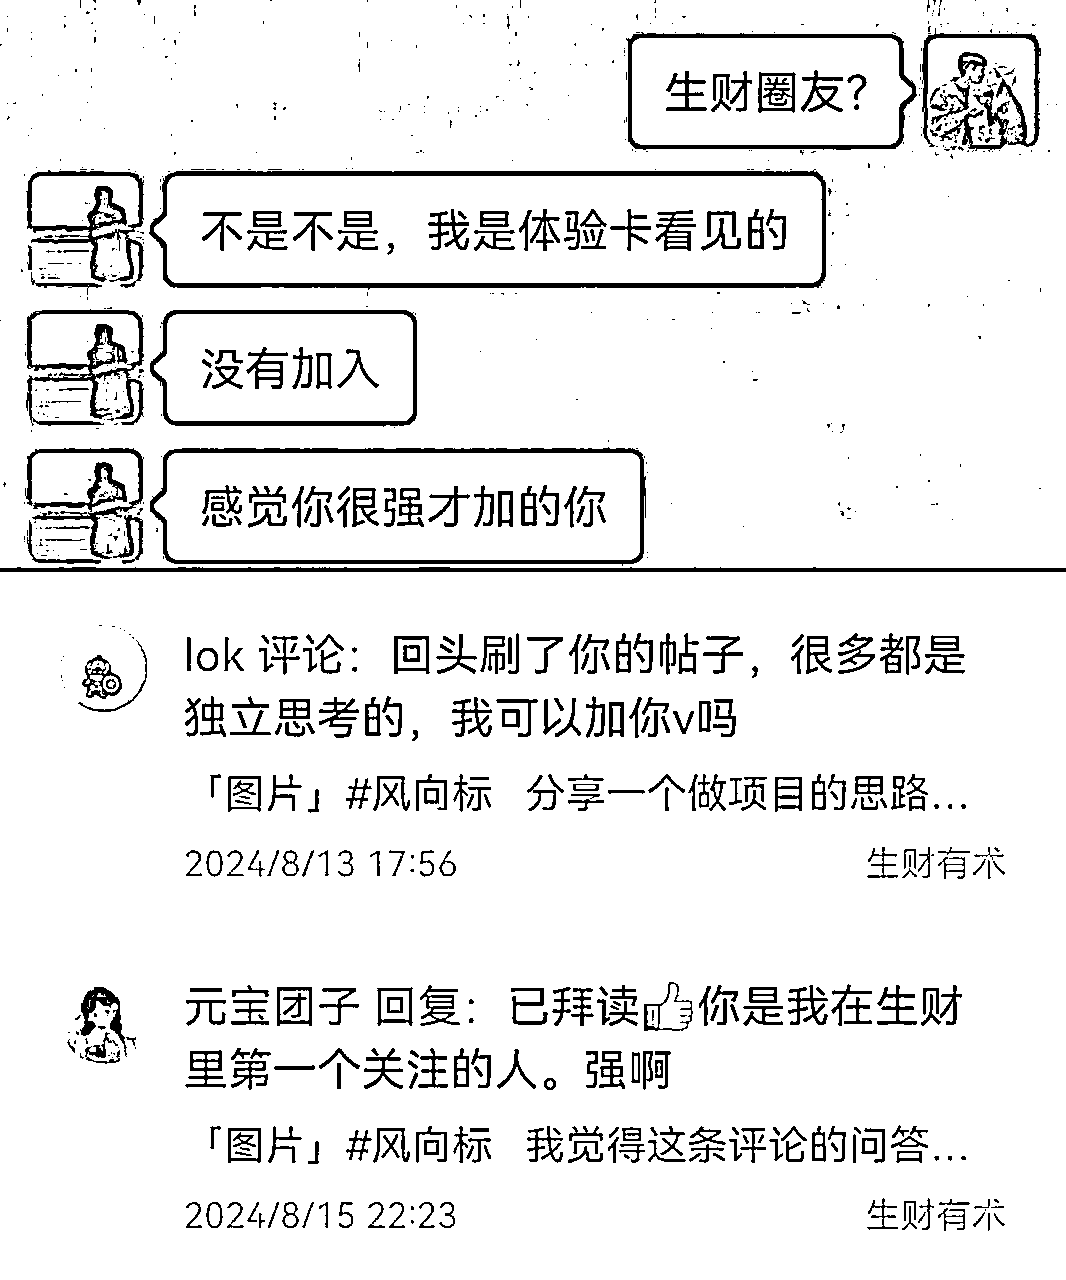 生财圈友?
不是不是，我是体验卡看见的
没有加入
感觉你很强才加的你
lok 评论：回头刷了你的帖子，很多都是
独立思考的，我可以加你v吗
「图片」#风向标 分享一个做项目的思路...
2024/8/13 17:56 生财有术
元宝团子 回复：已拜读👍你是我在生财
里第一个关注的人。强啊
「图片」#风向标 我觉得这条评论的问答...
2024/8/15 22:23 生财有术